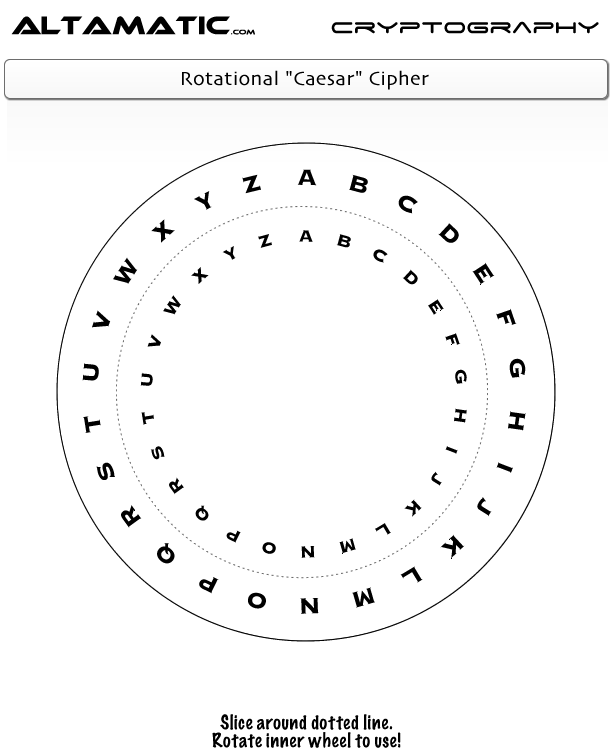 ALTAMATIC.COM
CRYPTOGRAPHY
Rotational "Caesar" Cipher
A B C D E F G H I J K L M N O P Q R S T U V W X Y Z
A B C D E F G H I J K L M N O P Q R S T U V W X Y Z
Slice around dotted line.
Rotate inner wheel to use!